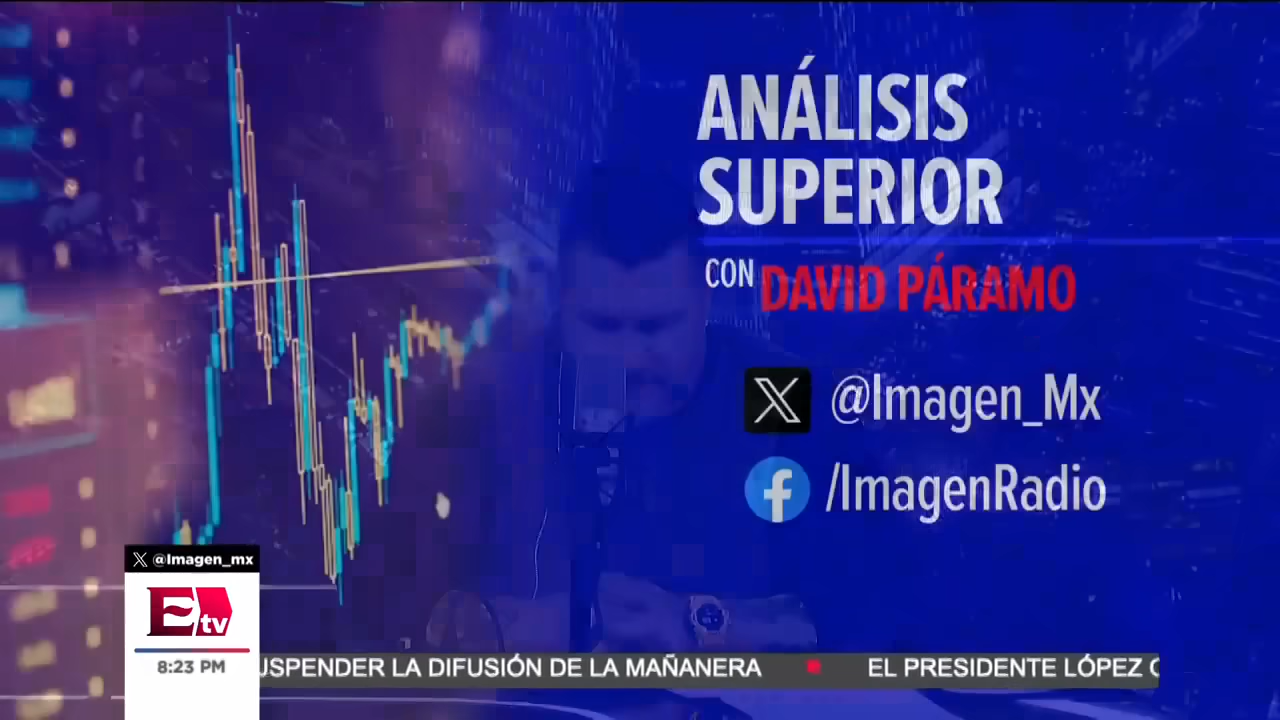 ANÁLISIS
SUPERIOR
CON DAVID PÁRAMO
@Imagen_Mx
/ImagenRadio
@Imagen_mx
Etv
8:23 PM
USPENDER LA DIFUSIÓN DE LA MAÑANERA EL PRESIDENTE LÓPEZ